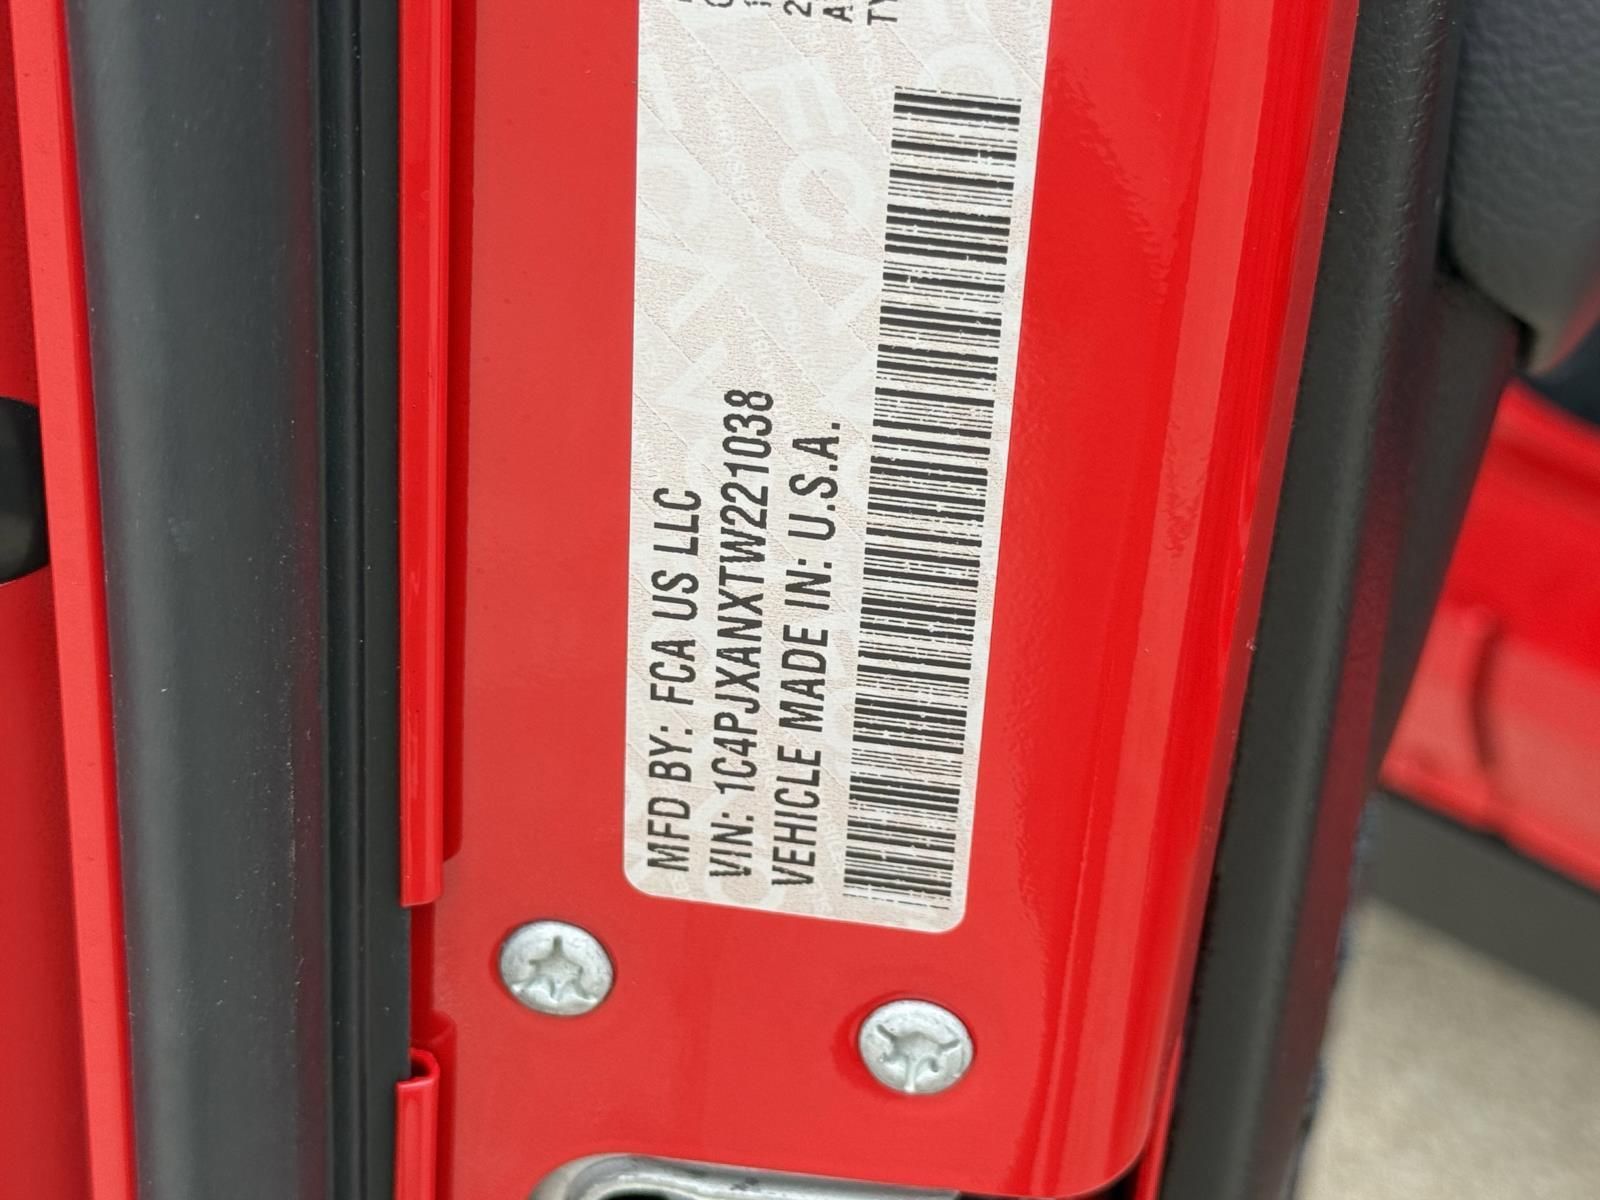 MFD BY: FCA US LLC
VIN: 1C4PJXANXTW221038
VEHICLE MADE IN: U.S.A.